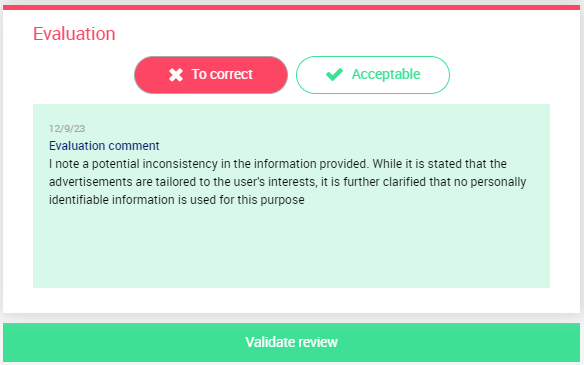 Evaluation
To correct
Acceptable
12/9/23
Evaluation comment
I note a potential inconsistency in the information provided. While it is stated that the
advertisements are tailored to the user's interests, it is further clarified that no personally
identifiable information is used for this purpose
Validate review